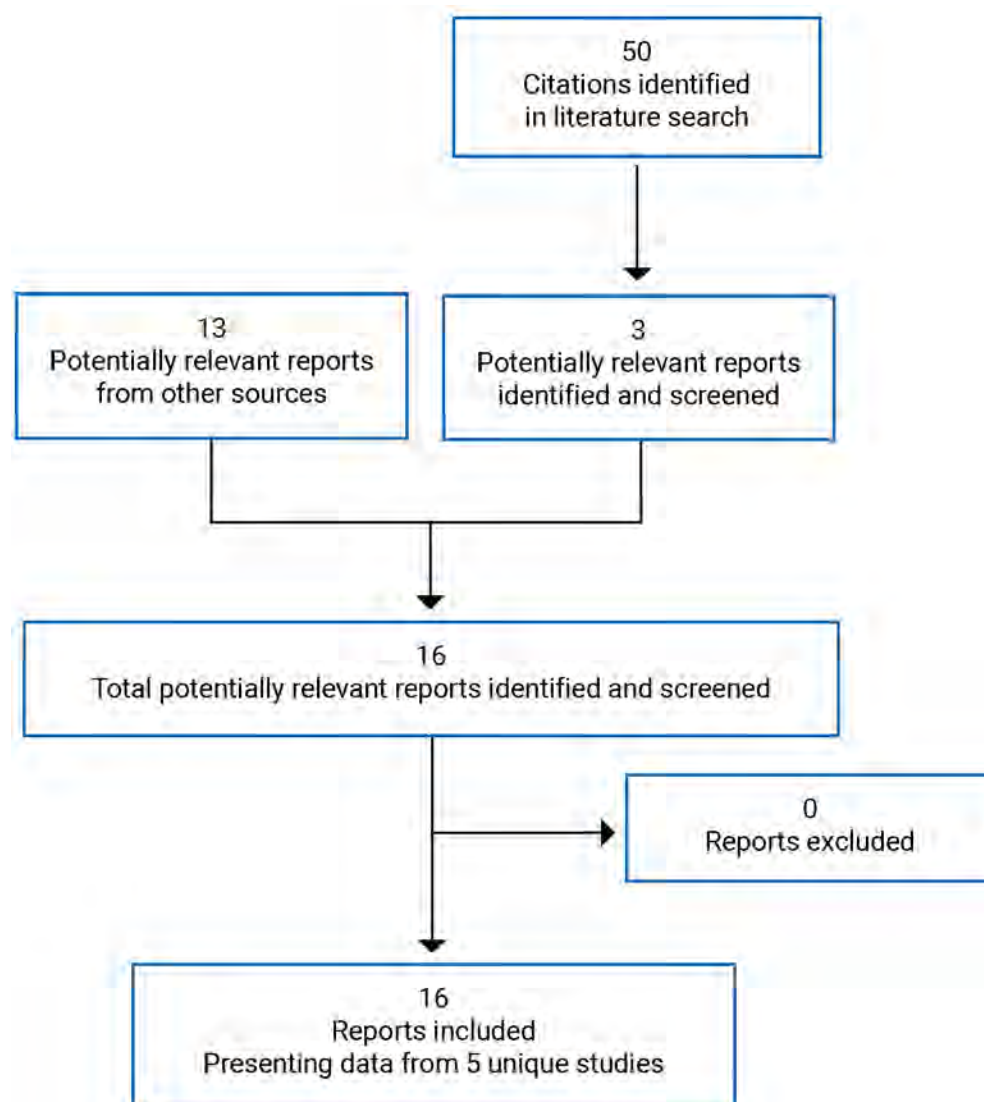 50
Citations identified
in literature search
13
Potentially relevant reports
from other sources
3
Potentially relevant reports
identified and screened
16
Total potentially relevant reports identified and screened
0
Reports excluded
16
Reports included
Presenting data from 5 unique studies